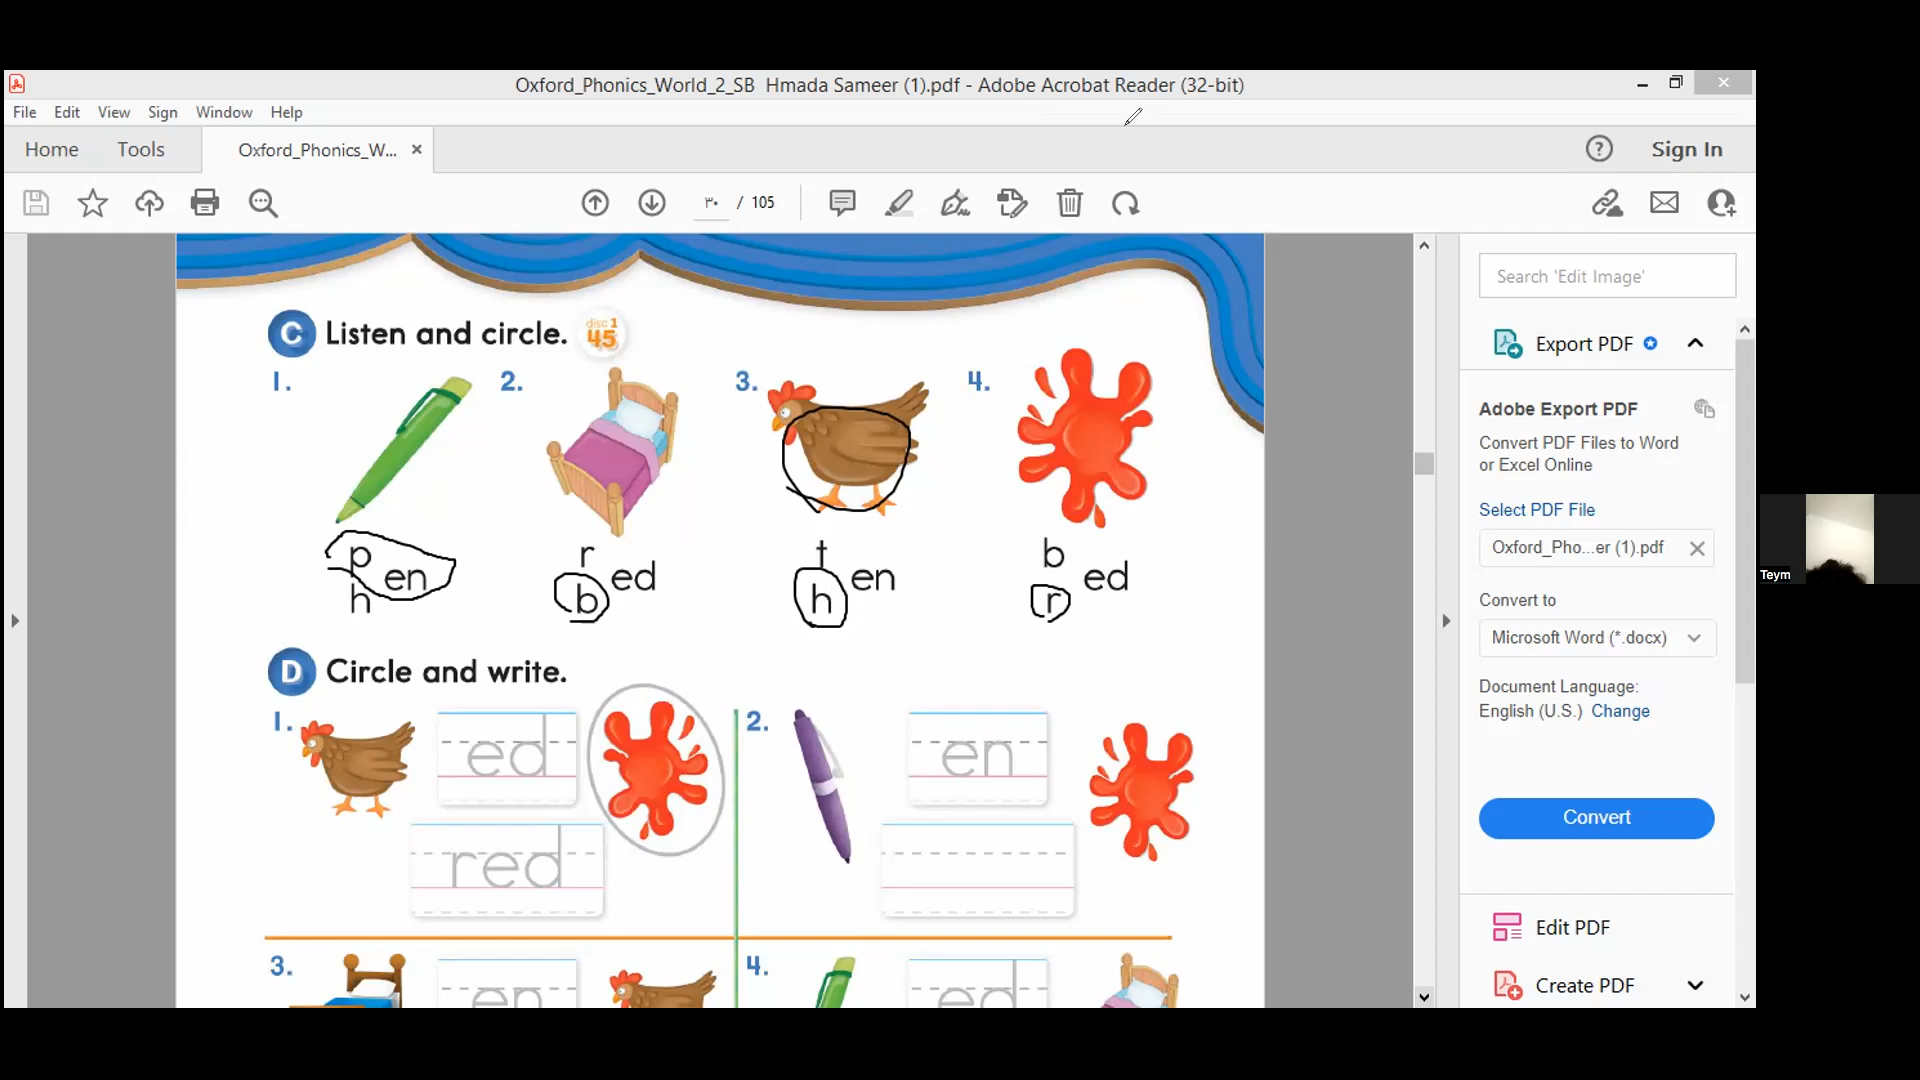 Oxford_Phonics_World_2_SB Hmada Sameer (1).pdf - Adobe Acrobat Reader (32-bit)
File Edit View Sign Window Help
Home Tools Oxford_Phonics_W... Sign In
٣٠ / 105
Search 'Edit Image'
Export PDF
Adobe Export PDF
Convert PDF Files to Word
or Excel Online
Select PDF File
Oxford_Pho...er (1).pdf
Convert to
Microsoft Word (*.docx)
Document Language:
English (U.S.) Change
Convert
Edit PDF
Create PDF
C Listen and circle. disc 1 45
1. 2. 3. 4.
p r t b
en ed en ed
h b h r
D Circle and write.
1. ed 2. en
red
3. en 4. ed
Teym